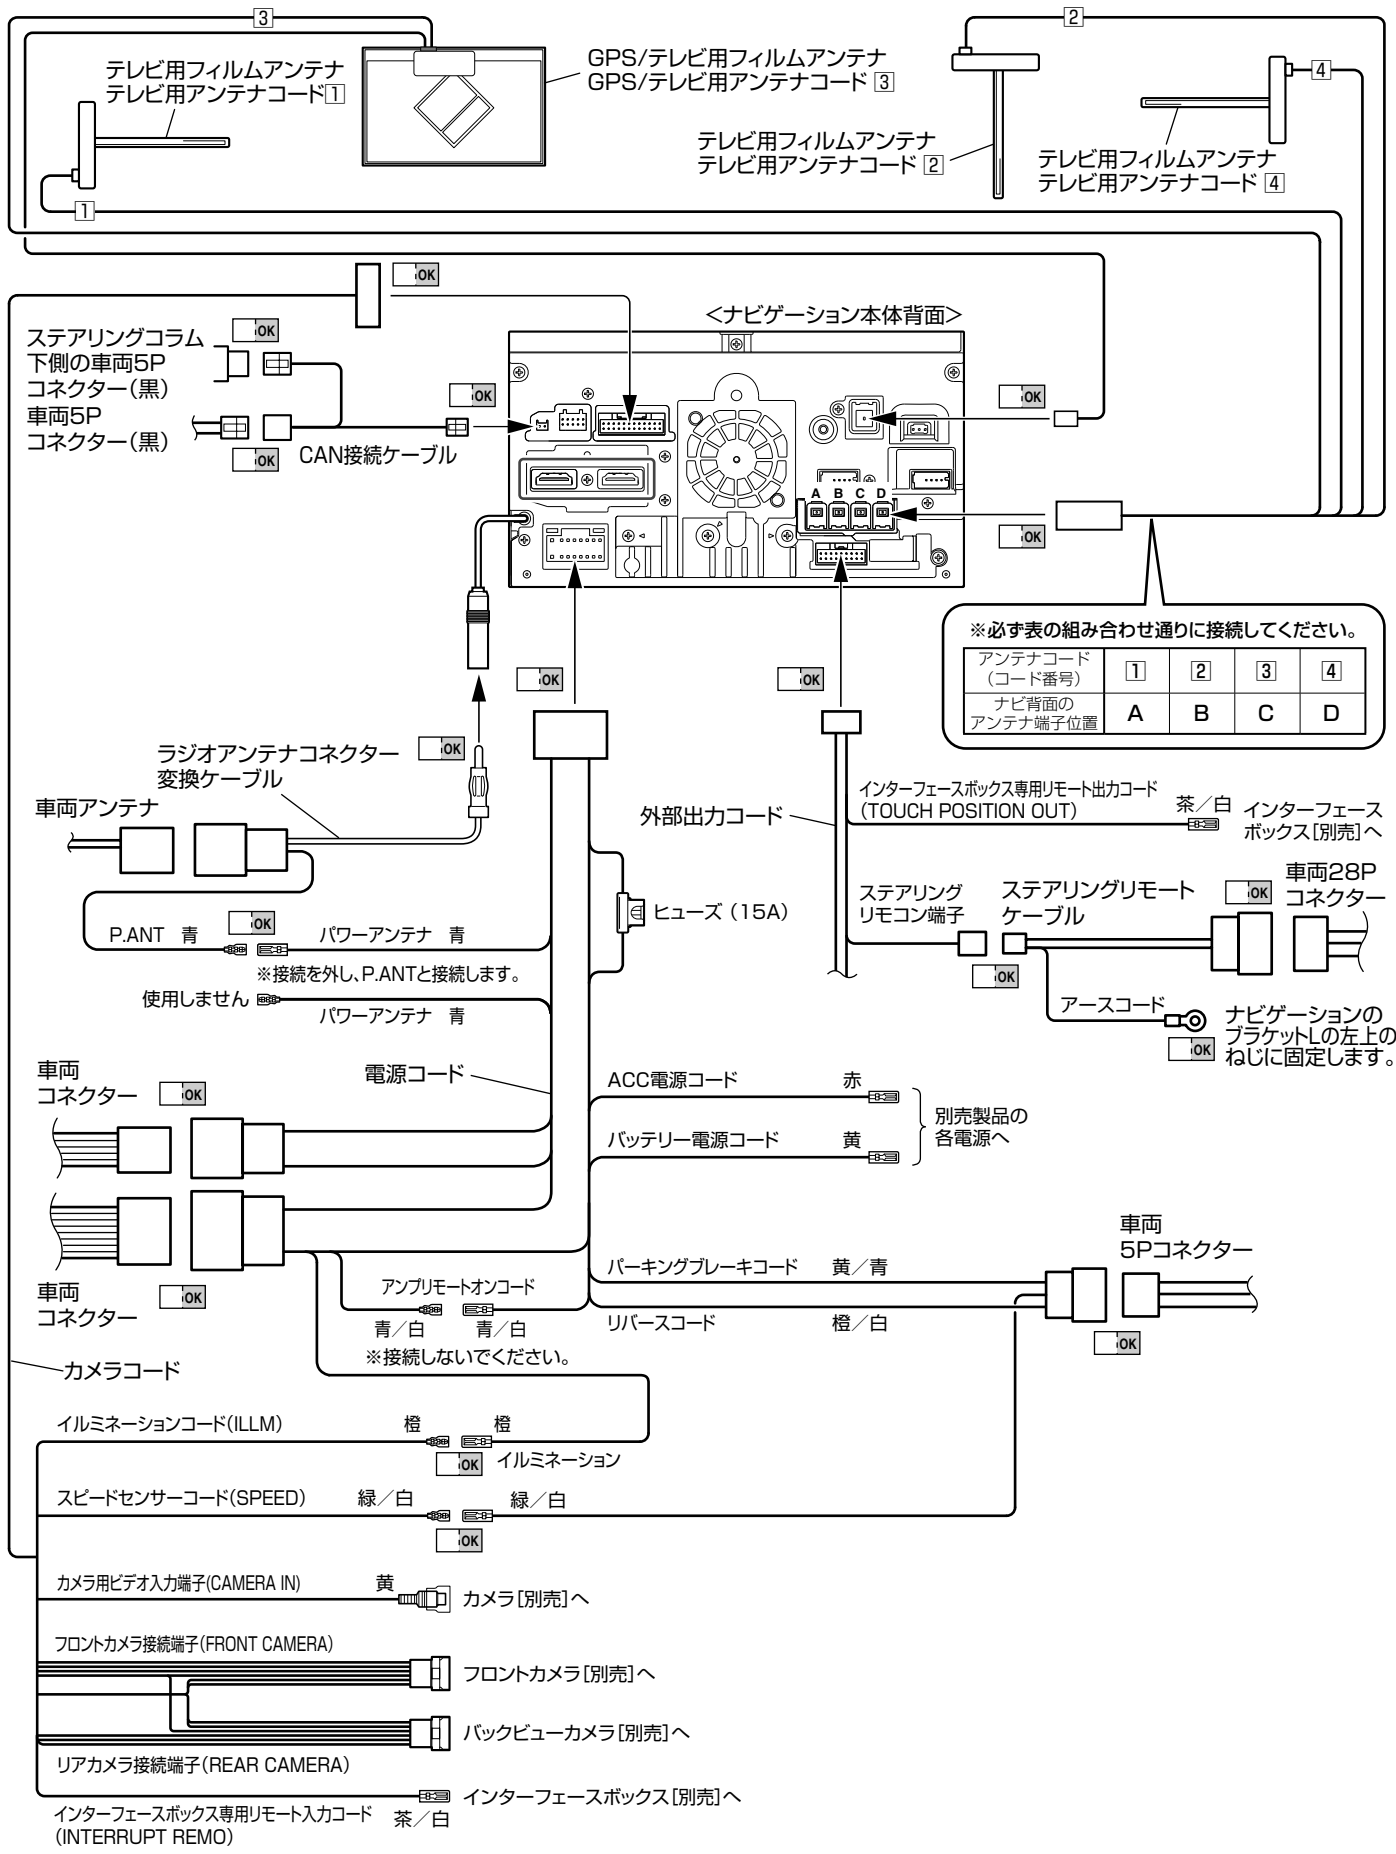 3
2
テレビ用フィルムアンテナ
テレビ用アンテナコード1
GPS/テレビ用フィルムアンテナ
GPS/テレビ用アンテナコード 3
4
テレビ用フィルムアンテナ
テレビ用アンテナコード 2
テレビ用フィルムアンテナ
テレビ用アンテナコード 4
1
OK
<ナビゲーション本体背面>
ステアリングコラム
下側の車両5P
コネクター(黒)
OK
車両5P
コネクター(黒)
OK
OK
CAN接続ケーブル
OK
A B C D
OK
※必ず表の組み合わせ通りに接続してください。
アンテナコード
(コード番号)
1 2 3 4
ナビ背面の
アンテナ端子位置
A B C D
OK
OK
ラジオアンテナコネクター
変換ケーブル
OK
車両アンテナ
外部出力コード
インターフェースボックス専用リモート出力コード
(TOUCH POSITION OUT)
茶/白
インターフェース
ボックス[別売]へ
ヒューズ (15A)
ステアリング
リモコン端子
ステアリングリモート
ケーブル
OK
車両28P
コネクター
P.ANT 青
OK
パワーアンテナ 青
※接続を外し、P.ANTと接続します。
OK
使用しません
パワーアンテナ 青
アースコード
OK
ナビゲーションの
ブラケットLの左上の
ねじに固定します。
車両
コネクター
OK
電源コード
ACC電源コード 赤
バッテリー電源コード 黄
別売製品の
各電源へ
車両
5Pコネクター
車両
コネクター
OK
アンプリモートオンコード
青/白 青/白
※接続しないでください。
パーキングブレーキコード 黄/青
リバースコード 橙/白
OK
カメラコード
イルミネーションコード(ILLM) 橙 橙
OK
イルミネーション
スピードセンサーコード(SPEED) 緑/白 緑/白
OK
カメラ用ビデオ入力端子(CAMERA IN) 黄
カメラ[別売]へ
フロントカメラ接続端子(FRONT CAMERA)
フロントカメラ[別売]へ
バックビューカメラ[別売]へ
リアカメラ接続端子(REAR CAMERA)
インターフェースボックス[別売]へ
インターフェースボックス専用リモート入力コード
(INTERRUPT REMO)
茶/白